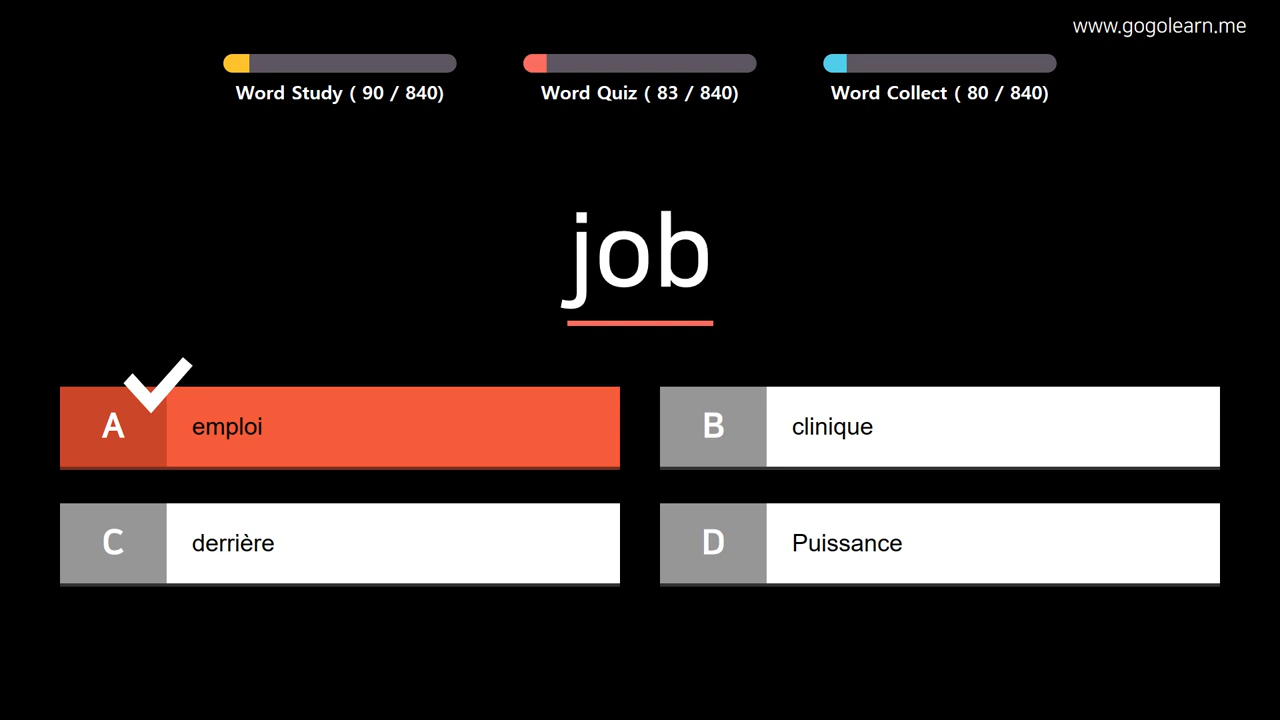 www.gogolearn.me
Word Study ( 90 / 840)
Word Quiz ( 83 / 840)
Word Collect ( 80 / 840)
job
A emploi
B clinique
C derrière
D Puissance